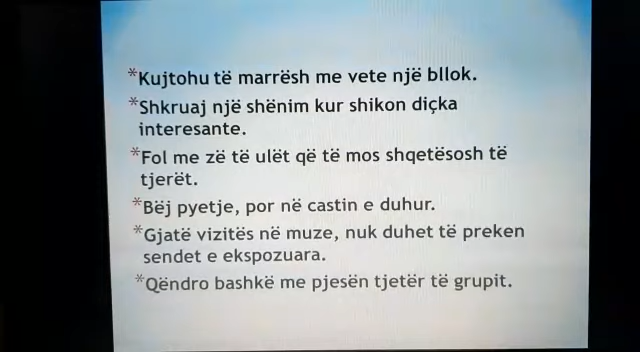 *Kujtohu të marrësh me vete një bllok.
*Shkruaj një shënim kur shikon diçka
interesante.
*Fol me zë të ulët që të mos shqetësosh të
tjerët.
*Bëj pyetje, por në castin e duhur.
*Gjatë vizitës në muze, nuk duhet të preken
sendet e ekspozuara.
*Qëndro bashkë me pjesën tjetër të grupit.